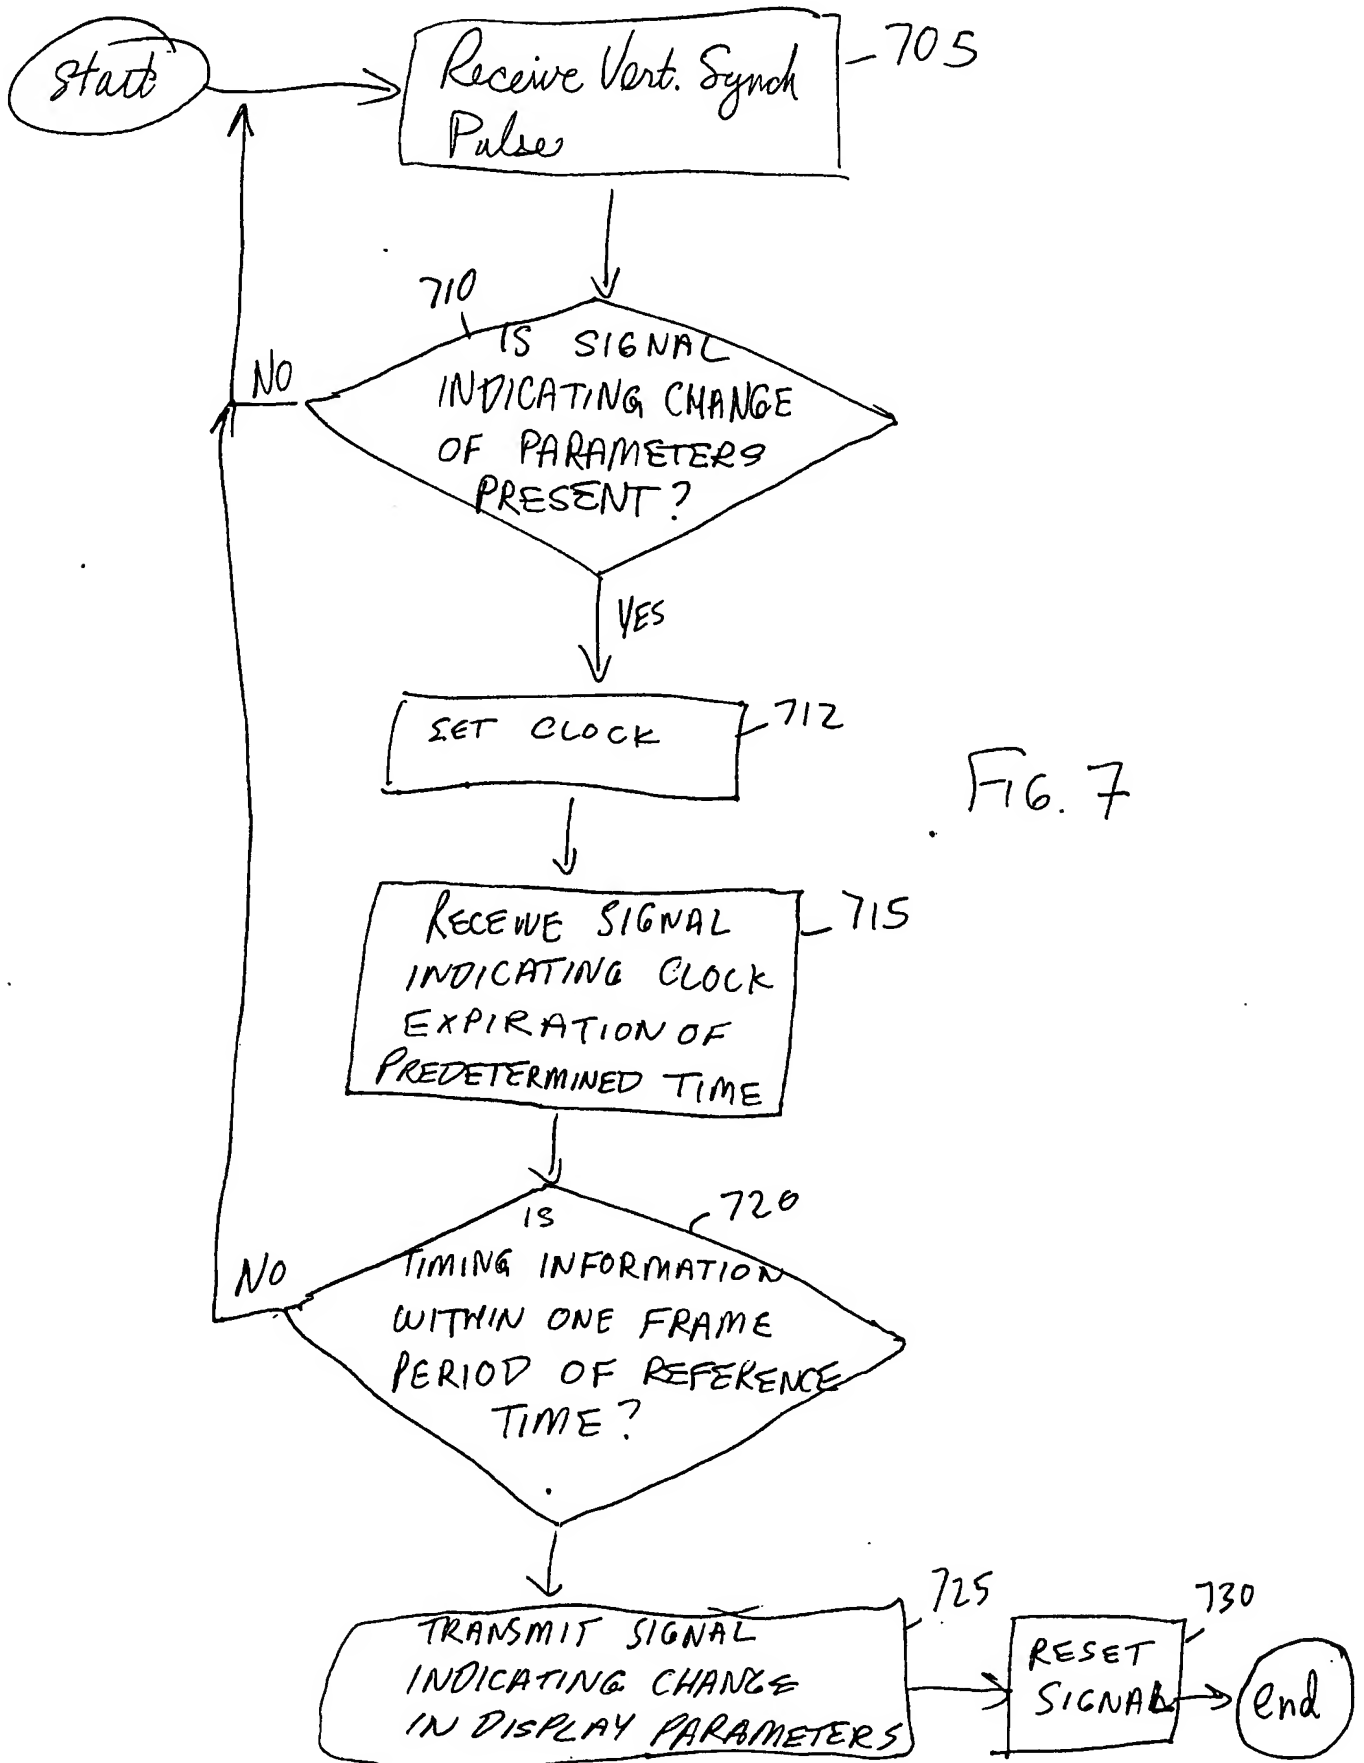 Start
Receive Vert. Synch
Pulse
705
710
IS SIGNAL
INDICATING CHANGE
OF PARAMETERS
PRESENT?
NO
YES
SET CLOCK
712
FIG. 7
RECEIVE SIGNAL
INDICATING CLOCK
EXPIRATION OF
PREDETERMINED TIME
715
720
IS
TIMING INFORMATION
WITHIN ONE FRAME
PERIOD OF REFERENCE
TIME?
NO
TRANSMIT SIGNAL
INDICATING CHANGE
IN DISPLAY PARAMETERS
725
RESET
SIGNAL
730
end